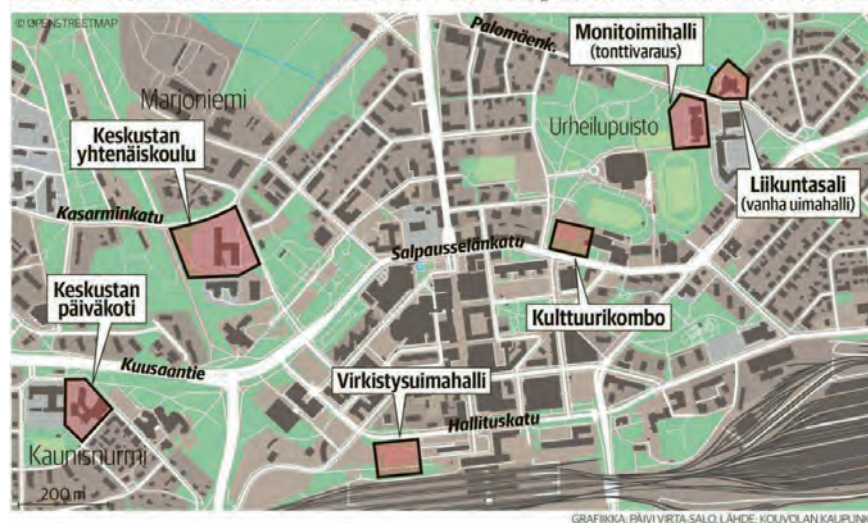 © OPENSTREETMAP
Palomäenk.
Monitoimihalli
(tonttivaraus)
Marjoniemi
Keskustan
yhtenäiskoulu
Urheilupuisto
Liikuntasali
(vanha uimahalli)
Kasarminkatu
Salpausselänkatu
Keskustan
päiväkoti
Kulttuurikombo
Kuusaantie
Virkistysuimahalli
Hallituskatu
Kaunisnurmi
200 m
GRAFIIKKA: PÄIVI VIRTA-SALO, LÄHDE: KOUVOLAN KAUPUNKI